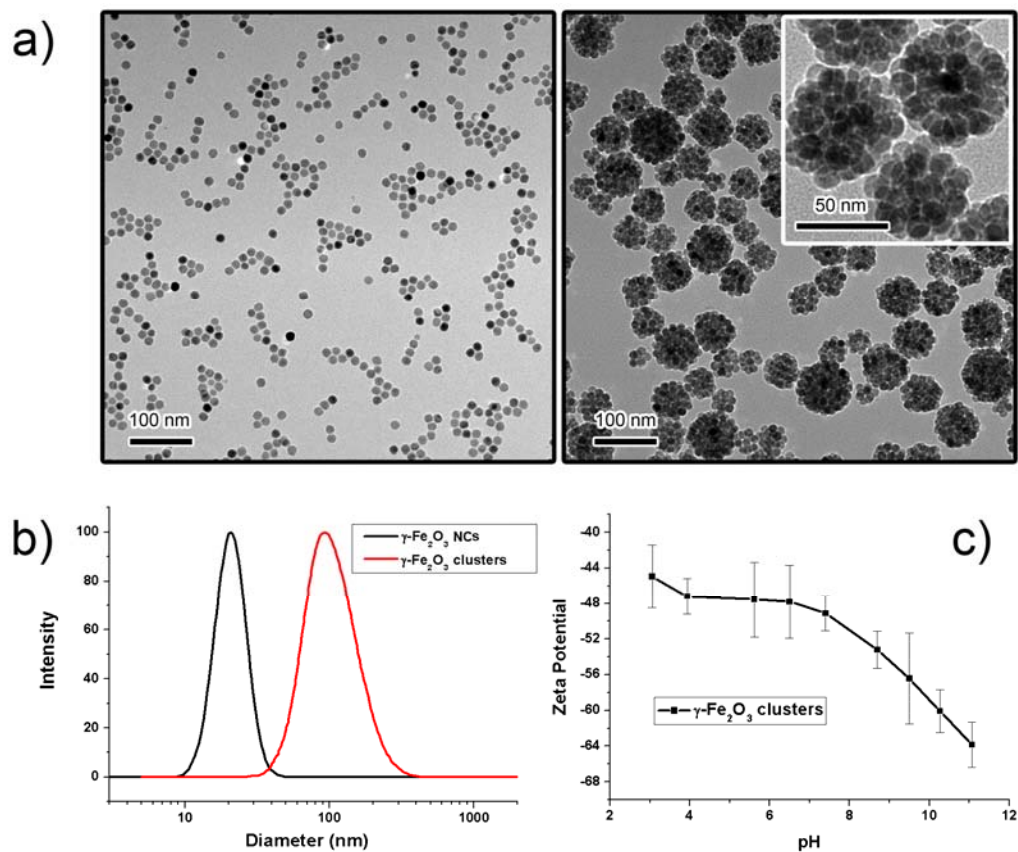 a)
100 nm
100 nm
50 nm
b)
γ-Fe₂O₃ NCs
γ-Fe₂O₃ clusters
100
80
60
40
20
0
Intensity
10
100
1000
Diameter (nm)
c)
-40
-44
-48
-52
-56
-60
-64
-68
Zeta Potential
γ-Fe₂O₃ clusters
2
4
6
8
10
12
pH